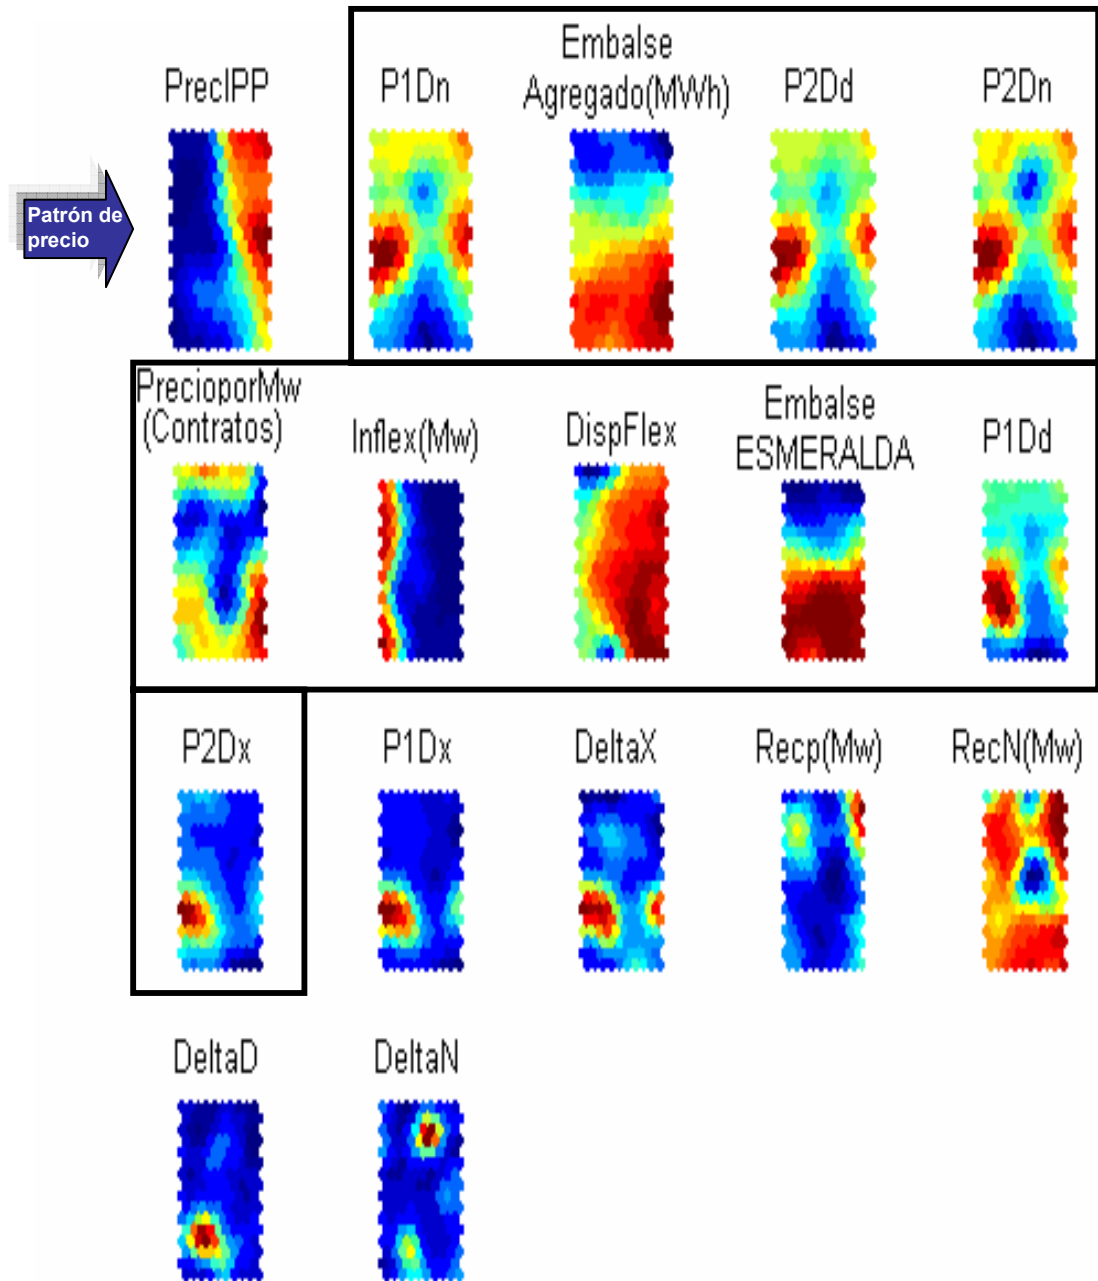 Patrón de
precio
PrecIPP
P1Dn
Embalse
Agregado(MWh)
P2Dd
P2Dn
PrecioporMw
(Contratos)
Inflex(Mw)
DispFlex
Embalse
ESMERALDA
P1Dd
P2Dx
P1Dx
DeltaX
Recp(Mw)
RecN(Mw)
DeltaD
DeltaN